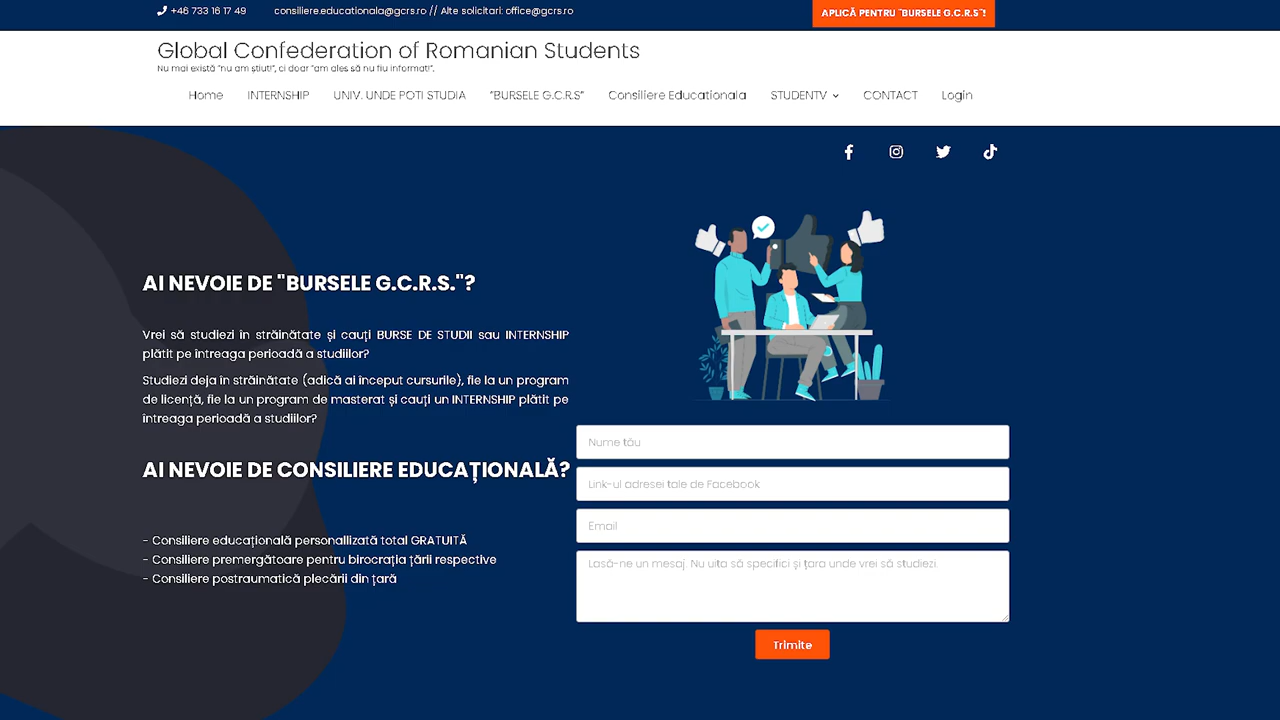 +46 733 16 17 49 consiliere.educationala@gcrs.ro // Alte solicitari: office@gcrs.ro
APLICĂ PENTRU "BURSELE G.C.R.S"!
Global Confederation of Romanian Students
Nu mai există "nu am știut!", ci doar "am ales să nu fiu informat!".
Home INTERNSHIP UNIV. UNDE POTI STUDIA "BURSELE G.C.R.S" Consiliere Educationala STUDENTV CONTACT Login
AI NEVOIE DE "BURSELE G.C.R.S."?
Vrei să studiezi în străinătate și cauți BURSE DE STUDII sau INTERNSHIP
plătit pe întreaga perioadă a studiilor?
Studiezi deja în străinătate (adică ai început cursurile), fie la un program
de licență, fie la un program de masterat și cauți un INTERNSHIP plătit pe
întreaga perioadă a studiilor?
AI NEVOIE DE CONSILIERE EDUCAȚIONALĂ?
- Consiliere educațională personallizată total GRATUITĂ
- Consiliere premergătoare pentru birocrația țării respective
- Consiliere postraumatică plecării din țară
Nume tău
Link-ul adresei tale de Facebook
Email
Lasă-ne un mesaj. Nu uita să specifici și țara unde vrei să studiezi.
Trimite